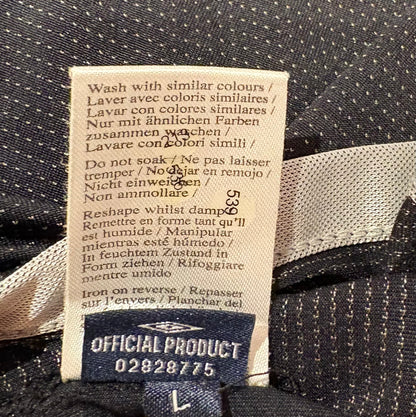 Wash with similar colours /
Laver avec coloris similaires /
Lavar con colores similares /
Nur mit ähnlichen Farben
zusammen waschen /
Lavare con colori simili /
Do not soak / Ne pas laisser
tremper / No dejar en remojo /
Nicht einweichen /
Non ammollare /
Reshape whilst damp /
Remettre en forme tant qu'il
est humide / Manipular
mientras esté húmedo /
In feuchtem Zustand in
Form ziehen / Rifoggiare
mentre umido
Iron on reverse / Repasser
sur l'envers / Planchar del
539
OFFICIAL PRODUCT
02828775
L